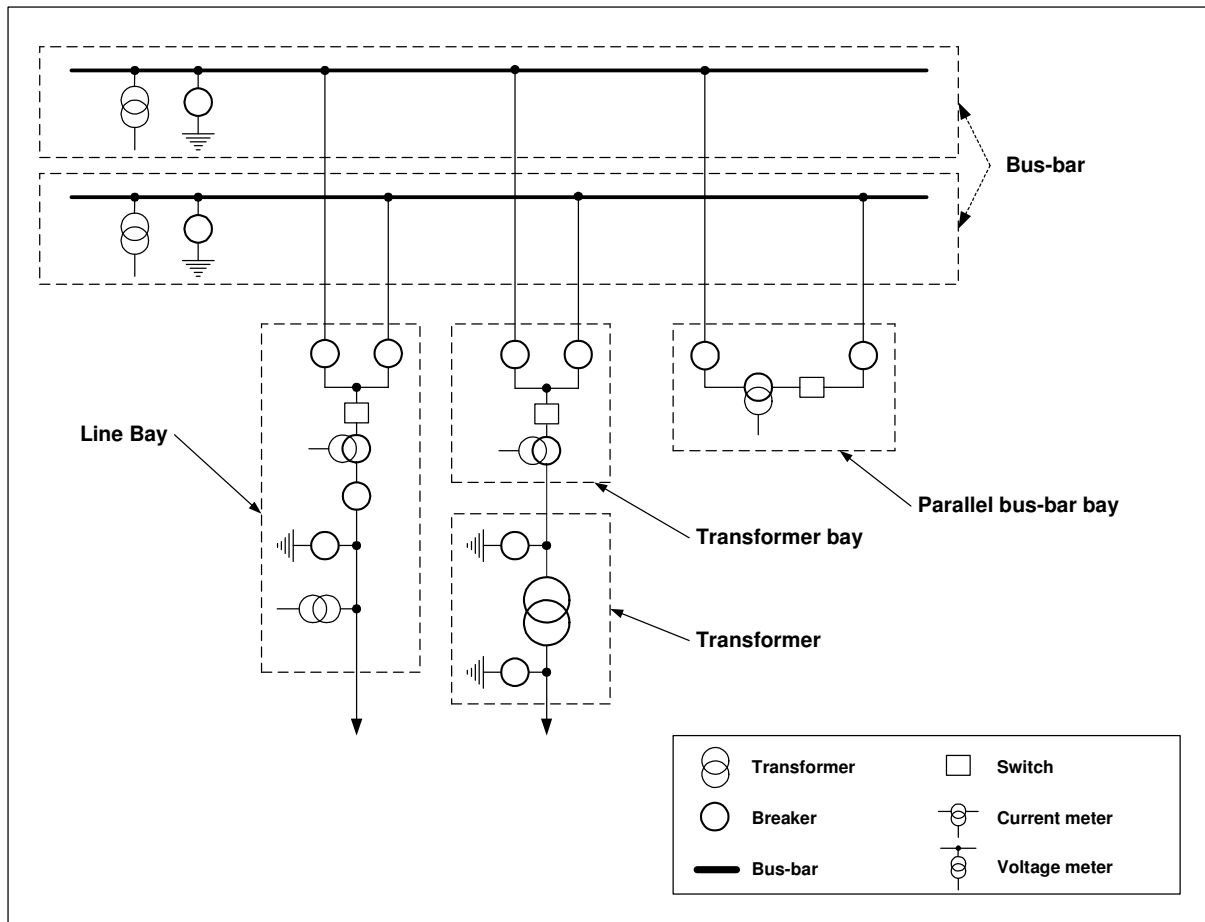 Bus-bar
Line Bay
Parallel bus-bar bay
Transformer bay
Transformer
Transformer
Switch
Breaker
Current meter
Bus-bar
Voltage meter